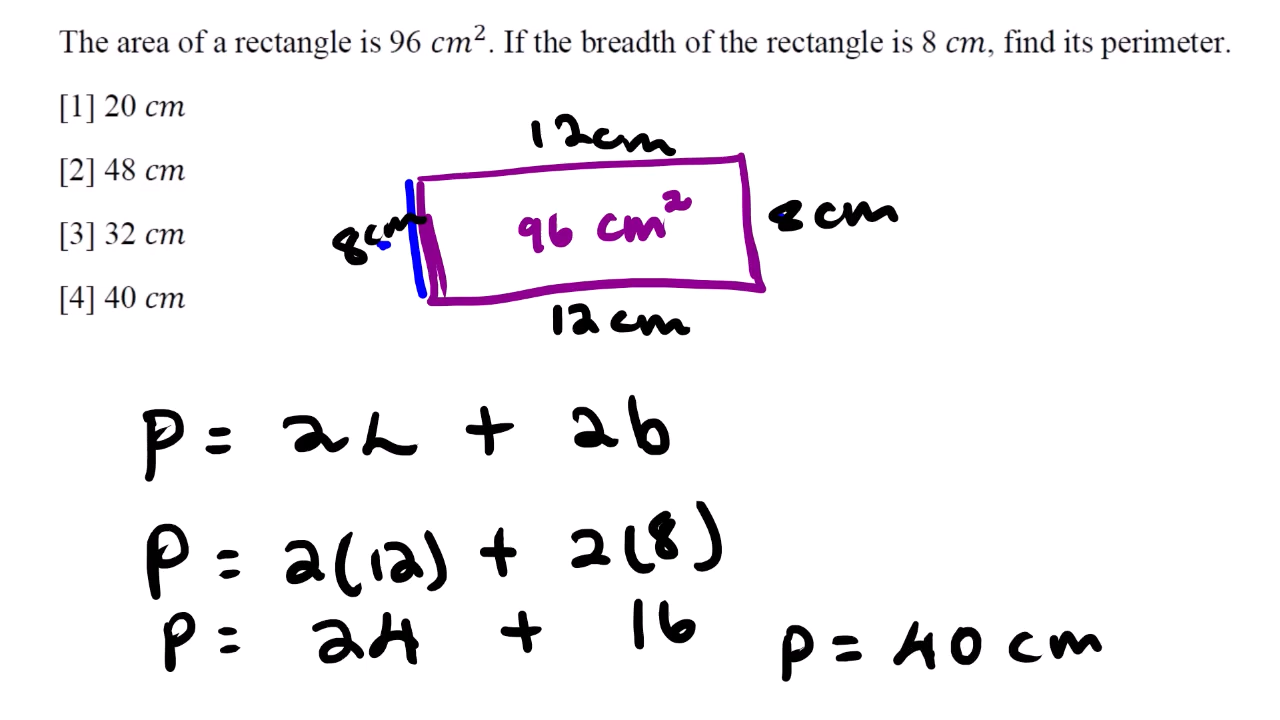 The area of a rectangle is 96 cm². If the breadth of the rectangle is 8 cm, find its perimeter.
[1] 20 cm
[2] 48 cm
[3] 32 cm
[4] 40 cm
12cm
8cm
96 cm²
8cm
12cm
P = 2L + 2b
P = 2(12) + 2(8)
P = 24 + 16
P = 40 cm